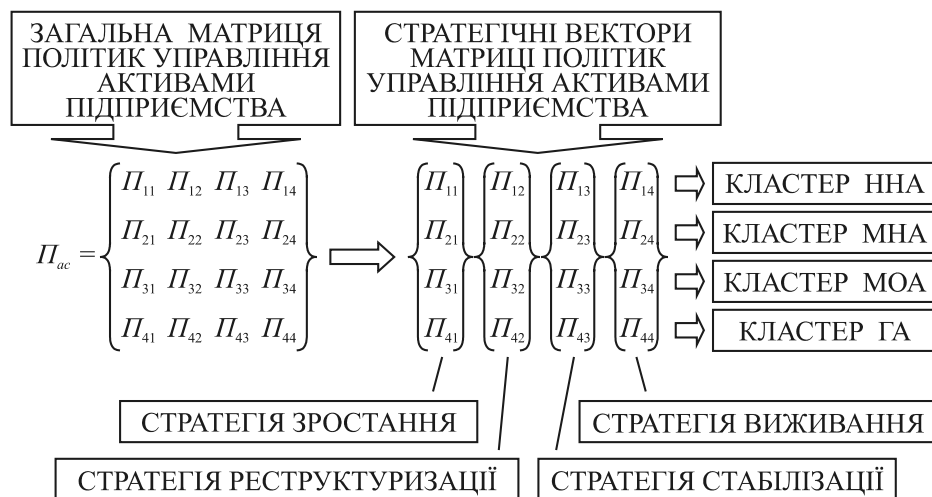 ЗАГАЛЬНА МАТРИЦЯ
ПОЛІТИК УПРАВЛІННЯ
АКТИВАМИ
ПІДПРИЄМСТВА
СТРАТЕГІЧНІ ВЕКТОРИ
МАТРИЦІ ПОЛІТИК
УПРАВЛІННЯ АКТИВАМИ
ПІДПРИЄМСТВА
П11 П12 П13 П14
П21 П22 П23 П24
Пас =
П31 П32 П33 П34
П41 П42 П43 П44
П11 П12 П13 П14
П21 П22 П23 П24
П31 П32 П33 П34
П41 П42 П43 П44
КЛАСТЕР ННА
КЛАСТЕР МНА
КЛАСТЕР МОА
КЛАСТЕР ГА
СТРАТЕГІЯ ЗРОСТАННЯ
СТРАТЕГІЯ ВИЖИВАННЯ
СТРАТЕГІЯ РЕСТРУКТУРИЗАЦІЇ
СТРАТЕГІЯ СТАБІЛІЗАЦІЇ